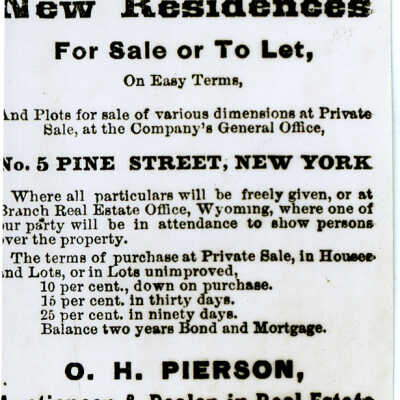 New Residences
For Sale or To Let,
On Easy Terms,
And Plots for sale of various dimensions at Private
Sale, at the Company's General Office,
No. 5 PINE STREET, NEW YORK
Where all particulars will be freely given, or at
Branch Real Estate Office, Wyoming, where one of
our party will be in attendance to show persons
over the property.
The terms of purchase at Private Sale, in Houses
and Lots, or in Lots unimproved,
10 per cent., down on purchase.
15 per cent. in thirty days.
25 per cent. in ninety days.
Balance two years Bond and Mortgage.
O. H. PIERSON,
Auctioneer & Dealer in Real Estate